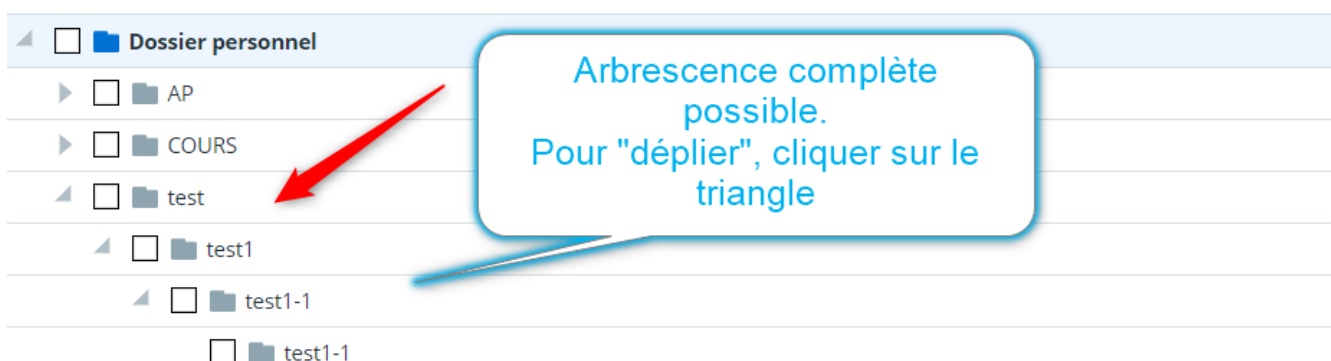 Dossier personnel
AP
COURS
test
test1
test1-1
test1-1
Arbrescence complète
possible.
Pour "déplier", cliquer sur le
triangle